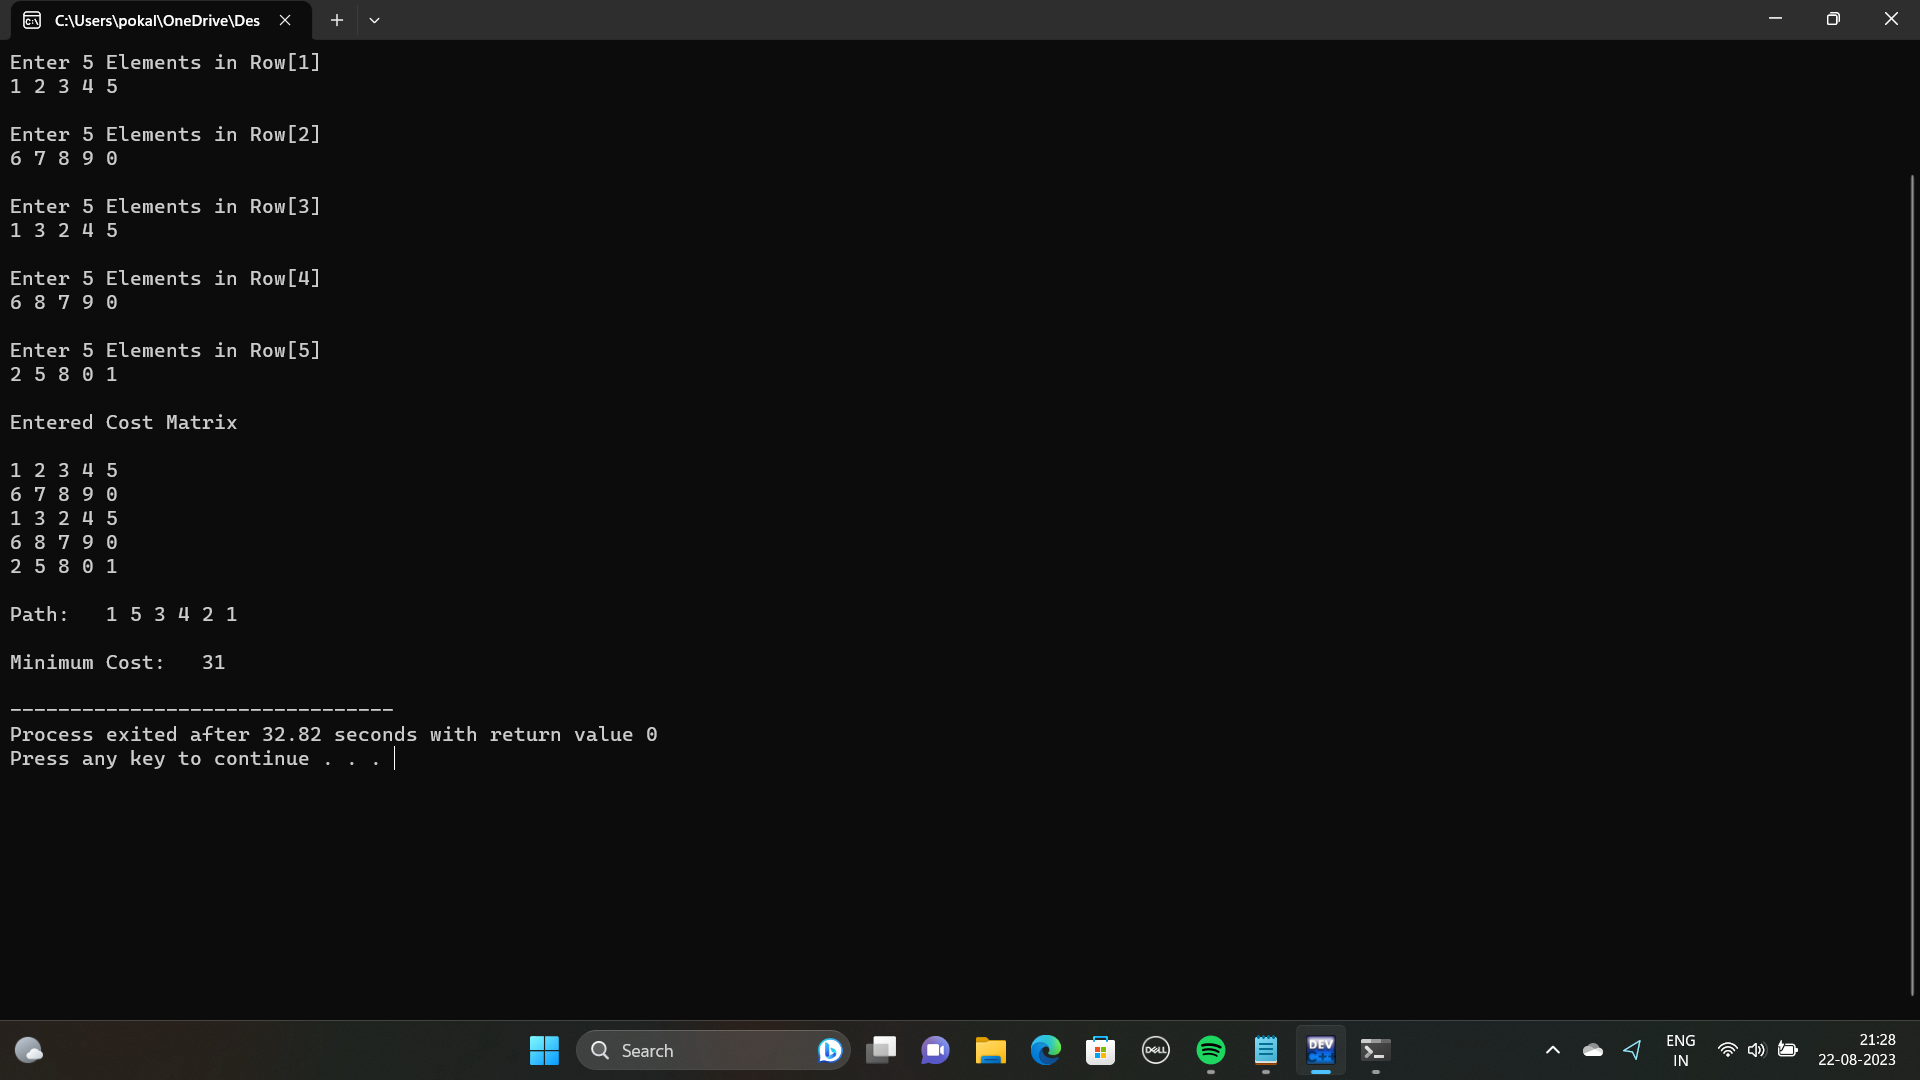 C:\Users\pokal\OneDrive\Des
Enter 5 Elements in Row[1]
1 2 3 4 5
Enter 5 Elements in Row[2]
6 7 8 9 0
Enter 5 Elements in Row[3]
1 3 2 4 5
Enter 5 Elements in Row[4]
6 8 7 9 0
Enter 5 Elements in Row[5]
2 5 8 0 1
Entered Cost Matrix
1 2 3 4 5
6 7 8 9 0
1 3 2 4 5
6 8 7 9 0
2 5 8 0 1
Path:   1 5 3 4 2 1
Minimum Cost:   31
--------------------------------
Process exited after 32.82 seconds with return value 0
Press any key to continue . . .
Search
DELL
DEV
C++
ENG
IN
21:28
22-08-2023